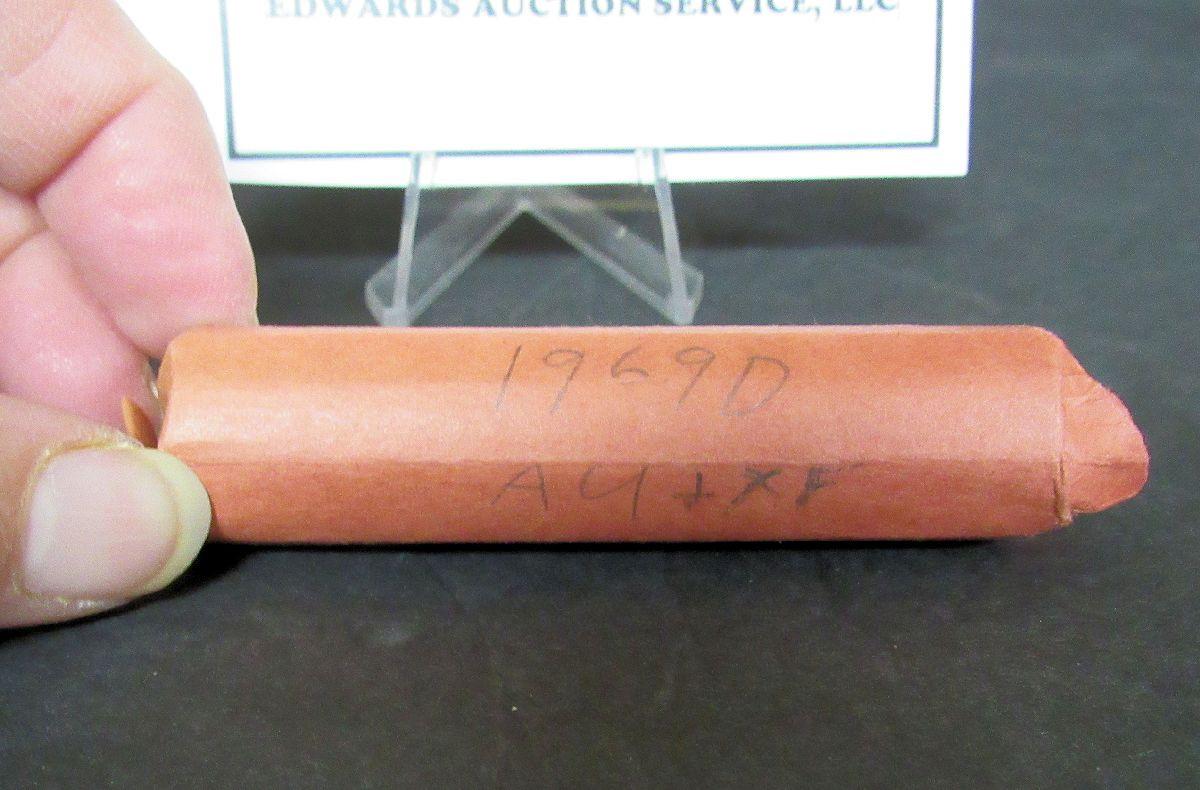 EDWARDS AUCTION SERVICE, LLC
1969D
AU + XF